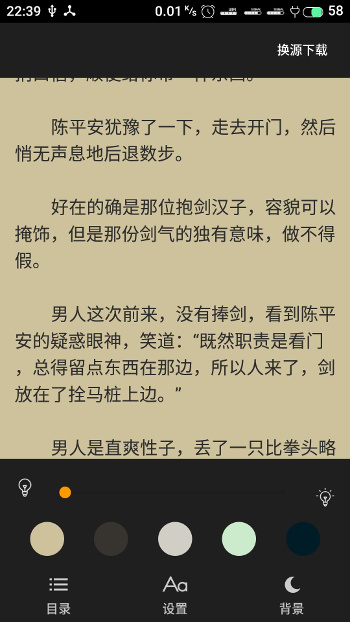 22:39
0.01 K/s
58
换源下载
陈平安犹豫了一下，走去开门，然后
悄无声息地后退数步。
好在的确是那位抱剑汉子，容貌可以
掩饰，但是那份剑气的独有意味，做不得
假。
男人这次前来，没有捧剑，看到陈平
安的疑惑眼神，笑道：“既然职责是看门
，总得留点东西在那边，所以人来了，剑
放在了拴马桩上边。”
男人是直爽性子，丢了一只比拳头略
Aa
目录
设置
背景